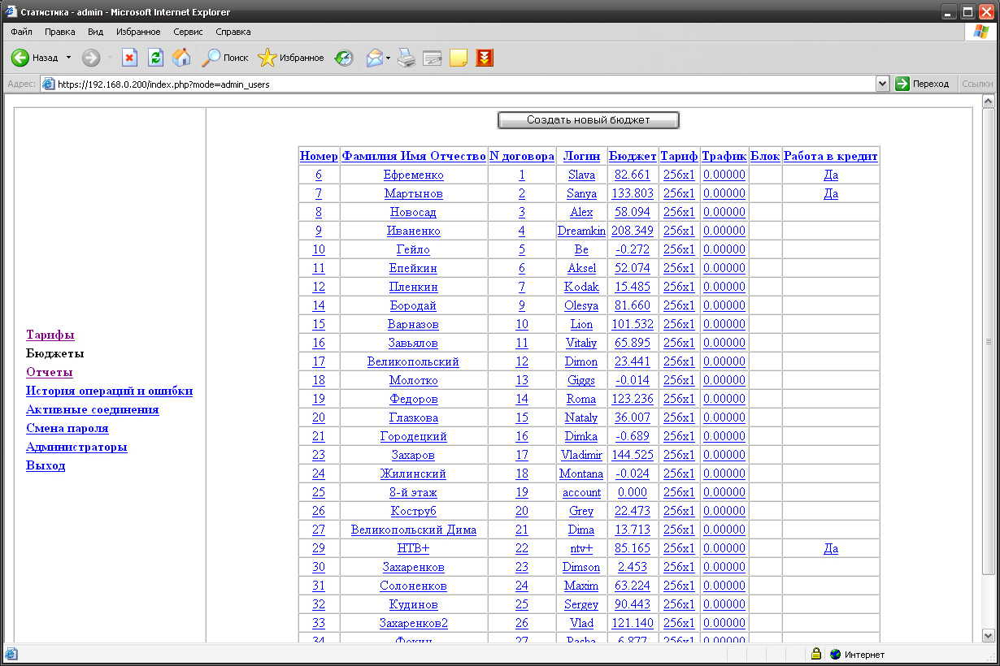 Статистика - admin - Microsoft Internet Explorer
Файл Правка Вид Избранное Сервис Справка
Назад Поиск Избранное
Адрес: https://192.168.0.200/index.php?mode=admin_users Переход Ссылки
Тарифы
Бюджеты
Отчеты
История операций и ошибки
Активные соединения
Смена пароля
Администраторы
Выход
Создать новый бюджет
Номер Фамилия Имя Отчество N договора Логин Бюджет Тариф Трафик Блок Работа в кредит
6 Ефременко 1 Slava 82.661 256x1 0.00000 Да
7 Мартынов 2 Sanya 133.803 256x1 0.00000 Да
8 Новосад 3 Alex 58.094 256x1 0.00000
9 Иваненко 4 Dreamkin 208.349 256x1 0.00000
10 Гейло 5 Be -0.272 256x1 0.00000
11 Епейкин 6 Aksel 52.074 256x1 0.00000
12 Пленкин 7 Kodak 15.485 256x1 0.00000
14 Бородай 9 Olesya 81.660 256x1 0.00000
15 Варназов 10 Lion 101.532 256x1 0.00000
16 Завьялов 11 Vitaliy 65.895 256x1 0.00000
17 Великопольский 12 Dimon 23.441 256x1 0.00000
18 Молотко 13 Giggs -0.014 256x1 0.00000
19 Федоров 14 Roma 123.236 256x1 0.00000
20 Глазкова 15 Nataly 36.007 256x1 0.00000
21 Городецкий 16 Dimka -0.689 256x1 0.00000
23 Захаров 17 Vladimir 144.525 256x1 0.00000
24 Жилинский 18 Montana -0.024 256x1 0.00000
25 8-й этаж 19 account 0.000 256x1 0.00000
26 Коструб 20 Grey 22.473 256x1 0.00000
27 Великопольский Дима 21 Dima 13.713 256x1 0.00000
29 НТВ+ 22 ntv+ 85.165 256x1 0.00000 Да
30 Захаренков 23 Dimson 2.453 256x1 0.00000
31 Солоненков 24 Maxim 63.224 256x1 0.00000
32 Кудинов 25 Sergey 90.443 256x1 0.00000
33 Захаренков2 26 Vlad 121.140 256x1 0.00000
34 Фокин 27 Pasha 6.877 256x1 0.00000
Интернет